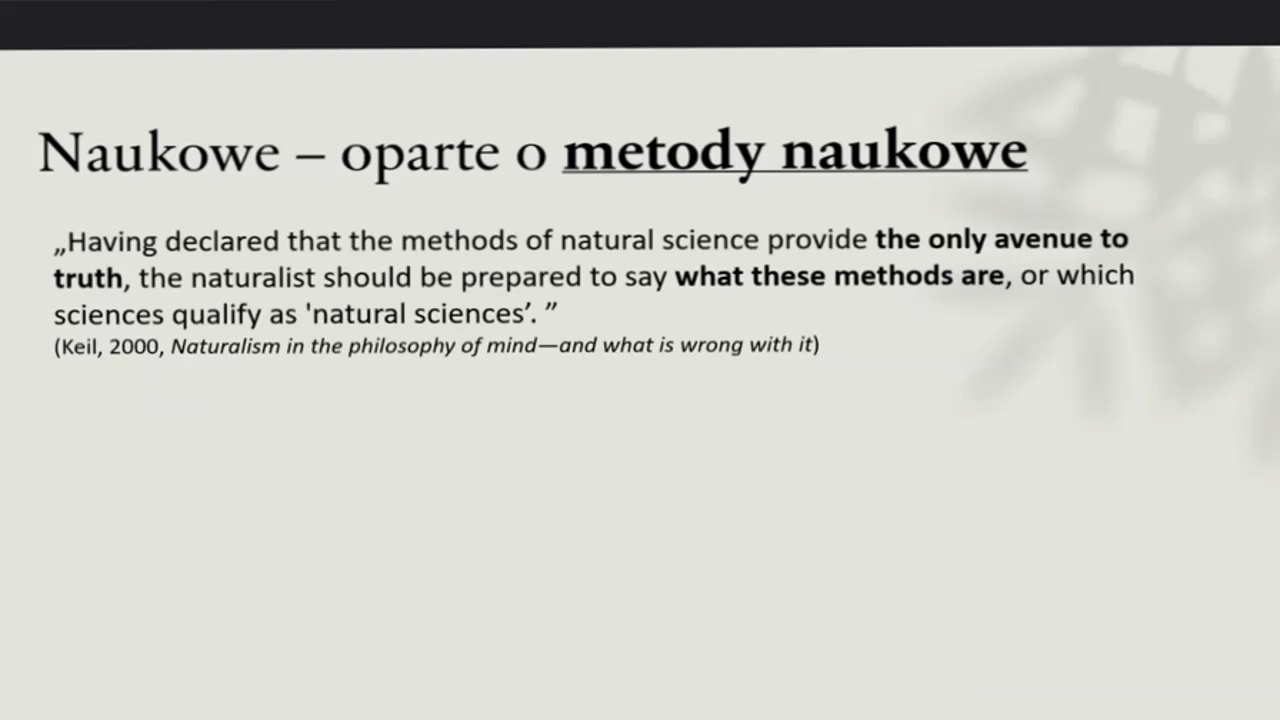 Naukowe – oparte o metody naukowe
„Having declared that the methods of natural science provide the only avenue to
truth, the naturalist should be prepared to say what these methods are, or which
sciences qualify as 'natural sciences’. ”
(Keil, 2000, Naturalism in the philosophy of mind—and what is wrong with it)